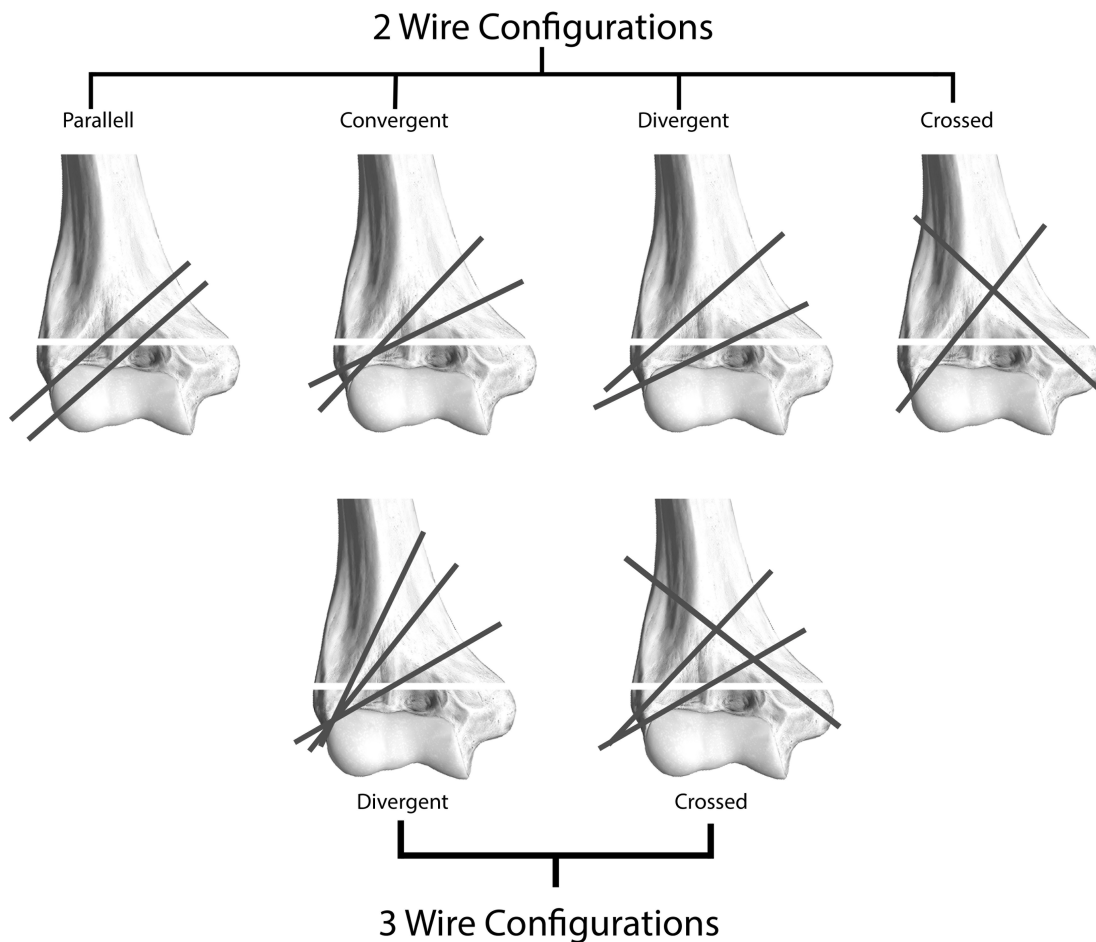 2 Wire Configurations
Parallell
Convergent
Divergent
Crossed
Divergent
Crossed
3 Wire Configurations